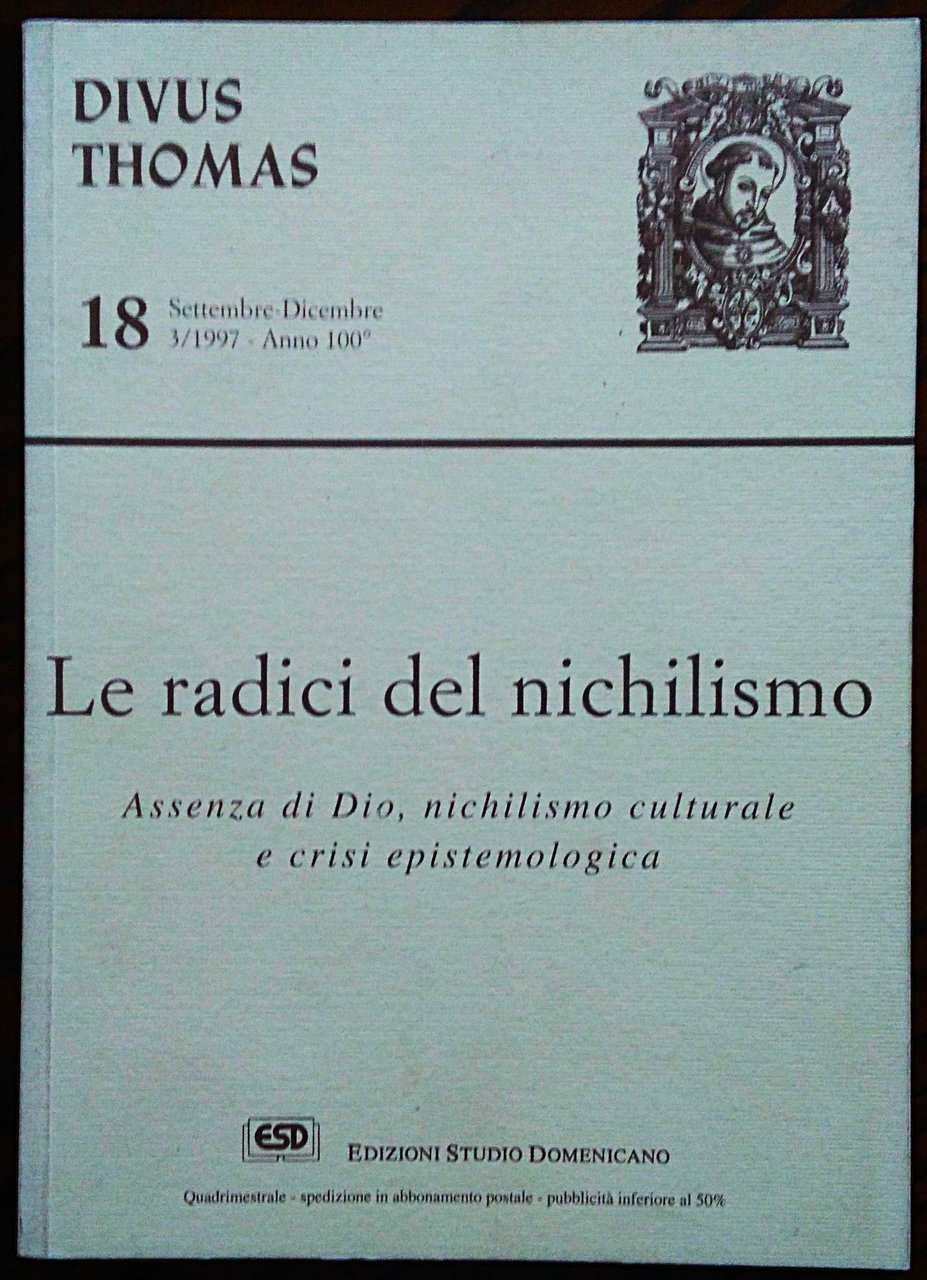 DIVUS
THOMAS
18
Settembre-Dicembre
3/1997 - Anno 100°
Le radici del nichilismo
Assenza di Dio, nichilismo culturale
e crisi epistemologica
ESD
EDIZIONI STUDIO DOMENICANO
Quadrimestrale - spedizione in abbonamento postale - pubblicità inferiore al 50%